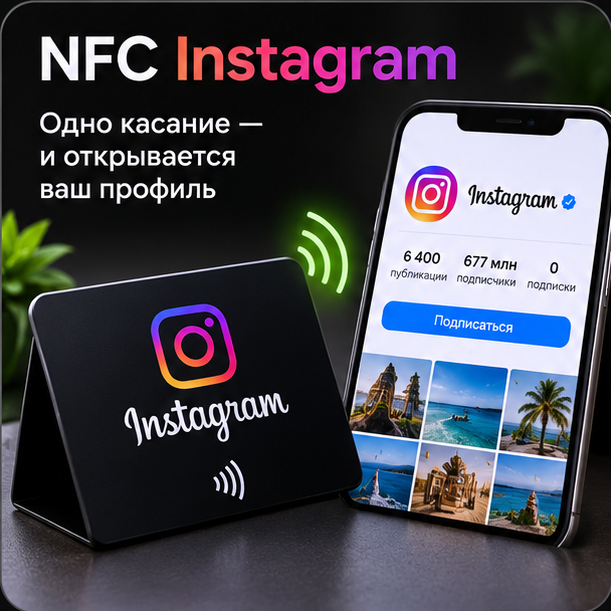 NFC Instagram
Одно касание —
и открывается
ваш профиль
Instagram
6 400
публикации
677 млн
подписчики
0
подписки
Подписаться
Instagram